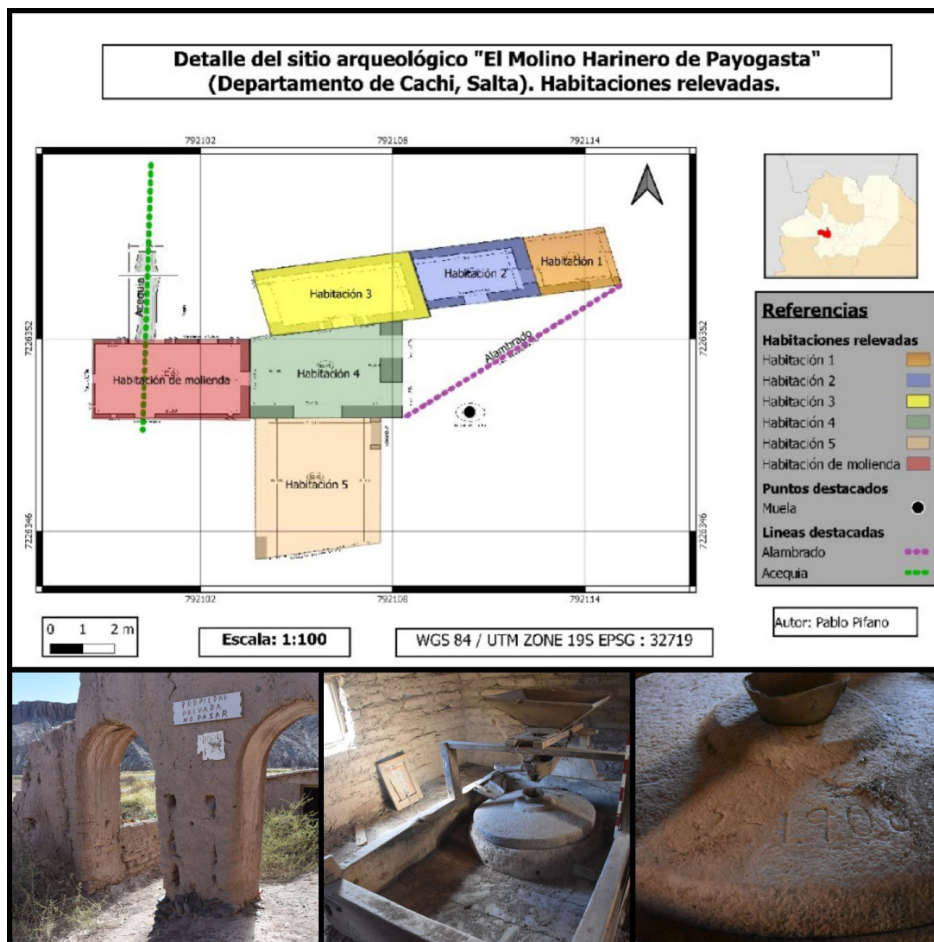 Detalle del sitio arqueológico "El Molino Harinero de Payogasta"
(Departamento de Cachi, Salta). Habitaciones relevadas.
792102 792108 792114
Habitación 1
Habitación 2
Habitación 3
Acequia
7226352 7226352
Alambrado
Habitación de molienda
Habitación 4
Habitación 5
7226346 7226346
792102 792108 792114
Referencias
Habitaciones relevadas
Habitación 1
Habitación 2
Habitación 3
Habitación 4
Habitación 5
Habitación de molienda
Puntos destacados
Muela
Lineas destacadas
Alambrado
Acequia
0 1 2 m
Escala: 1:100
WGS 84 / UTM ZONE 19S EPSG : 32719
Autor: Pablo Pifano
PROPIEDAD
PRIVADA
NO PASAR